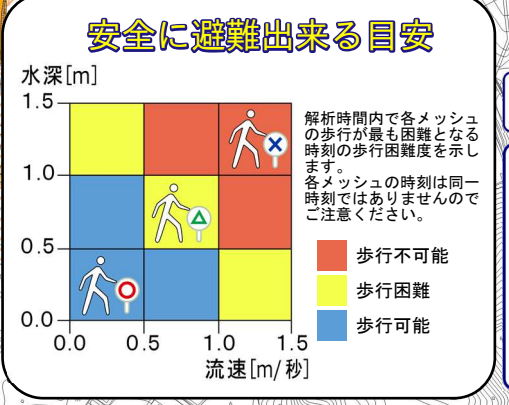 安全に避難出来る目安
水深[m]
1.5
1.0
0.5
0.0
0.0 0.5 1.0 1.5
流速[m/秒]
解析時間内で各メッシュ
の歩行が最も困難となる
時刻の歩行困難度を示し
ます。
各メッシュの時刻は同一
時刻ではありませんので
ご注意ください。
歩行不可能
歩行困難
歩行可能